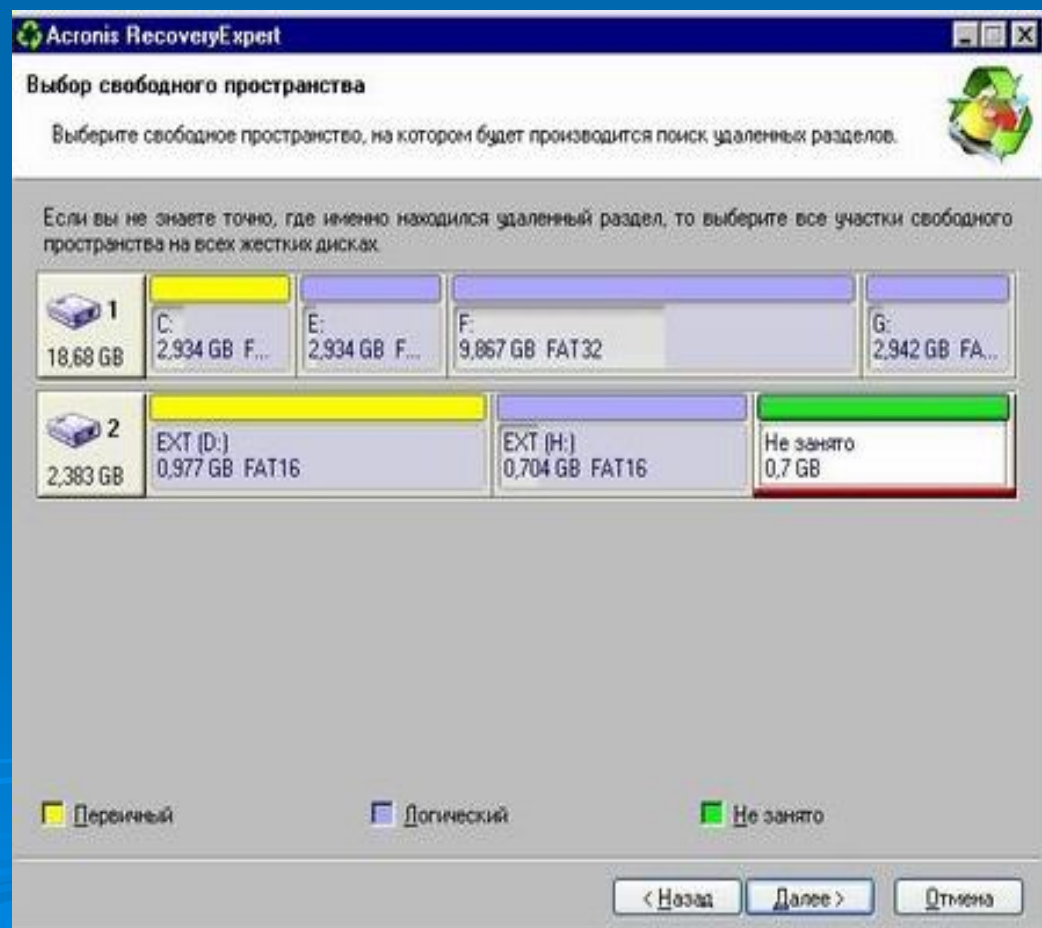 Acronis RecoveryExpert
Выбор свободного пространства
Выберите свободное пространство, на котором будет производится поиск удаленных разделов.
Если вы не знаете точно, где именно находился удаленный раздел, то выберите все участки свободного
пространства на всех жестких дисках.
1
18,68 GB
C:
2,934 GB F...
E:
2,934 GB F...
F:
9,867 GB FAT32
G:
2,942 GB FA...
2
2,383 GB
EXT (D:)
0,977 GB FAT16
EXT (H:)
0,704 GB FAT16
Не занято
0,7 GB
Первичный
Логический
Не занято
< Назад
Далее >
Отмена